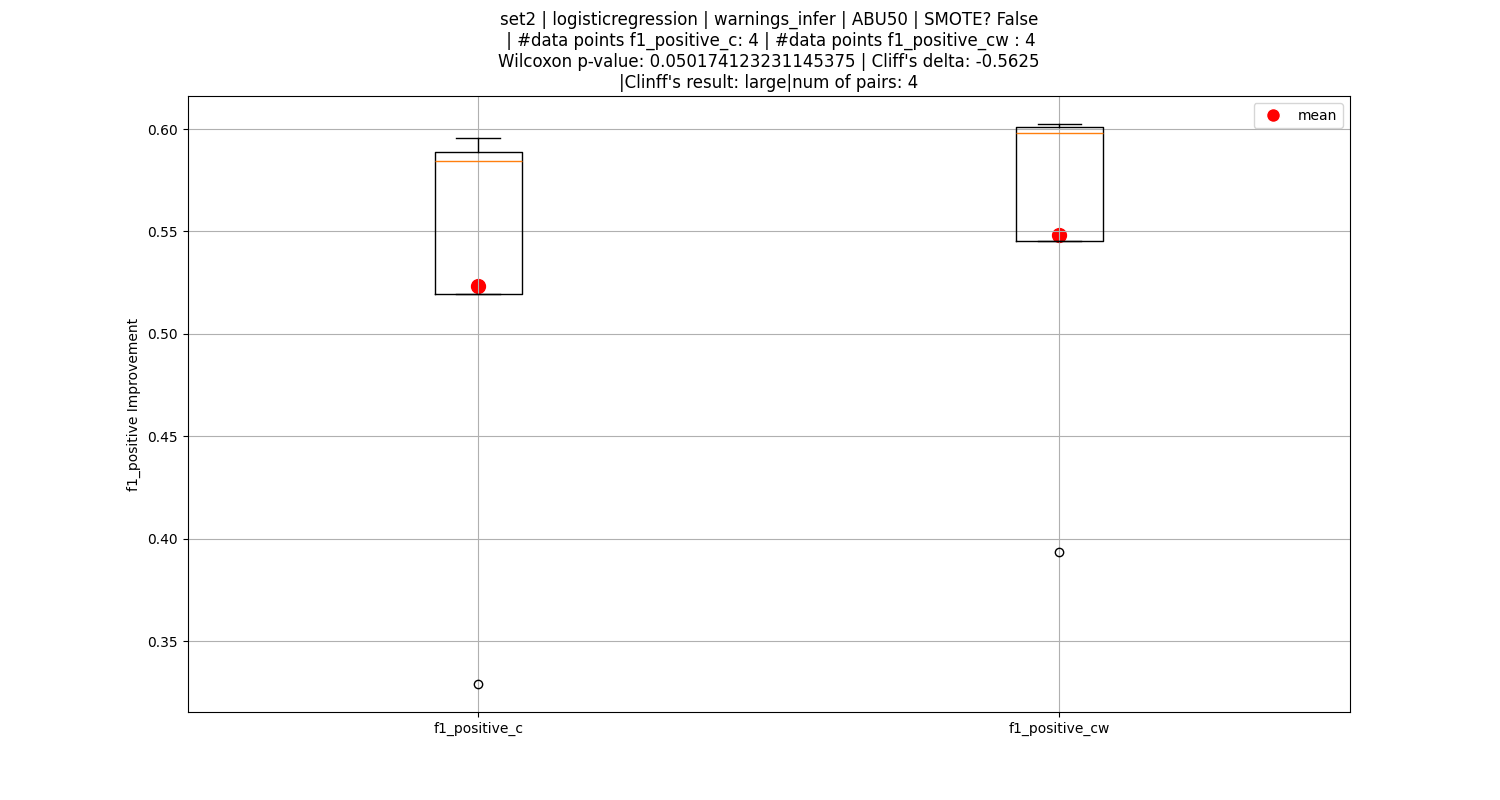 set2 | logisticregression | warnings_infer | ABU50 | SMOTE? False
| #data points f1_positive_c: 4 | #data points f1_positive_cw : 4
Wilcoxon p-value: 0.050174123231145375 | Cliff's delta: -0.5625
|Clinff's result: large|num of pairs: 4
mean
0.60
0.55
0.50
0.45
0.40
0.35
f1_positive Improvement
f1_positive_c
f1_positive_cw